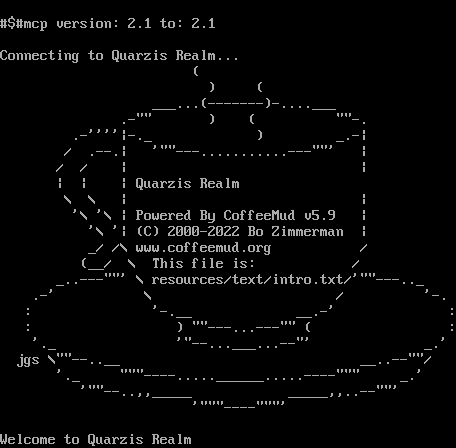 #$#mcp version: 2.1 to: 2.1
Connecting to Quarzis Realm...
Quarzis Realm
Powered By CoffeeMud v5.9
(C) 2000-2022 Bo Zimmerman
www.coffeemud.org
This file is:
resources/text/intro.txt
jgs
Welcome to Quarzis Realm